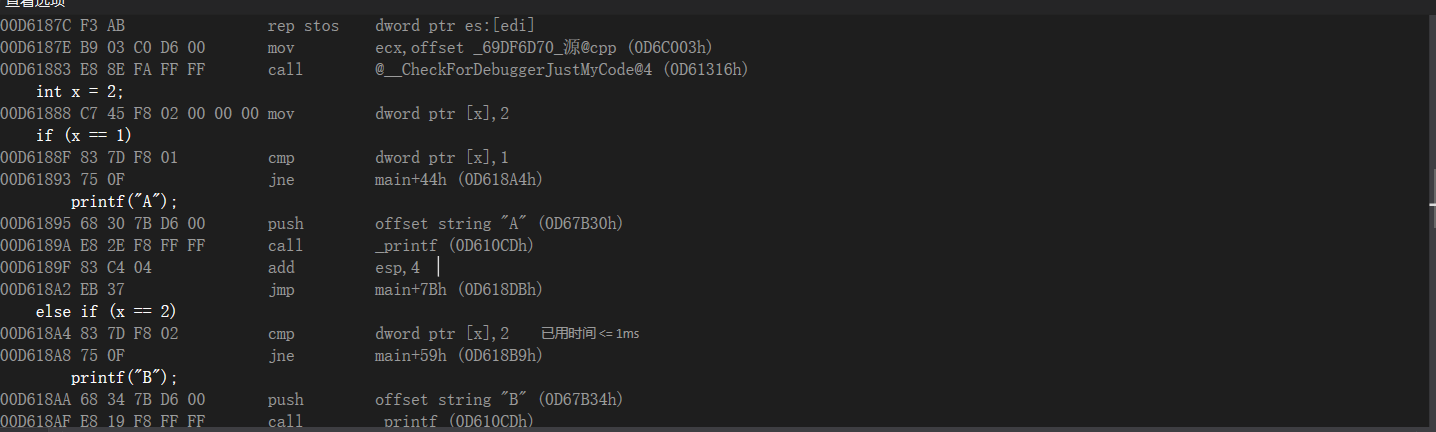 查看选项
00D6187C F3 AB rep stos dword ptr es:[edi]
00D6187E B9 03 C0 D6 00 mov ecx,offset _69DF6D70_源@cpp (0D6C003h)
00D61883 E8 8E FA FF FF call @__CheckForDebuggerJustMyCode@4 (0D61316h)
int x = 2;
00D61888 C7 45 F8 02 00 00 00 mov dword ptr [x],2
if (x == 1)
00D6188F 83 7D F8 01 cmp dword ptr [x],1
00D61893 75 0F jne main+44h (0D618A4h)
printf("A");
00D61895 68 30 7B D6 00 push offset string "A" (0D67B30h)
00D6189A E8 2E F8 FF FF call _printf (0D610CDh)
00D6189F 83 C4 04 add esp,4
00D618A2 EB 37 jmp main+7Bh (0D618DBh)
else if (x == 2)
00D618A4 83 7D F8 02 cmp dword ptr [x],2 已用时间 <= 1ms
00D618A8 75 0F jne main+59h (0D618B9h)
printf("B");
00D618AA 68 34 7B D6 00 push offset string "B" (0D67B34h)
00D618AF E8 19 F8 FF FF call _printf (0D610CDh)